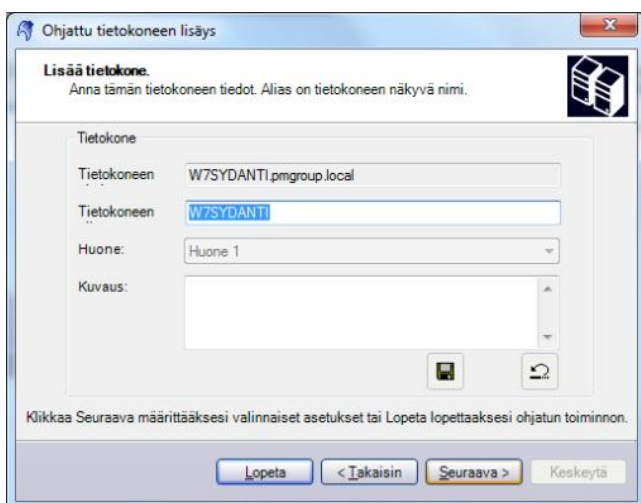 Ohjattu tietokoneen lisäys
Lisää tietokone.
Anna tämän tietokoneen tiedot. Alias on tietokoneen näkyvä nimi.
Tietokone
Tietokoneen W7SYDANTI.pmgroup.local
Tietokoneen W7SYDANTI
Huone: Huone 1
Kuvaus:
Klikkaa Seuraava määrittääksesi valinnaiset asetukset tai Lopeta lopettaaksesi ohjatun toiminnon.
Lopeta < Takaisin Seuraava > Keskeytä